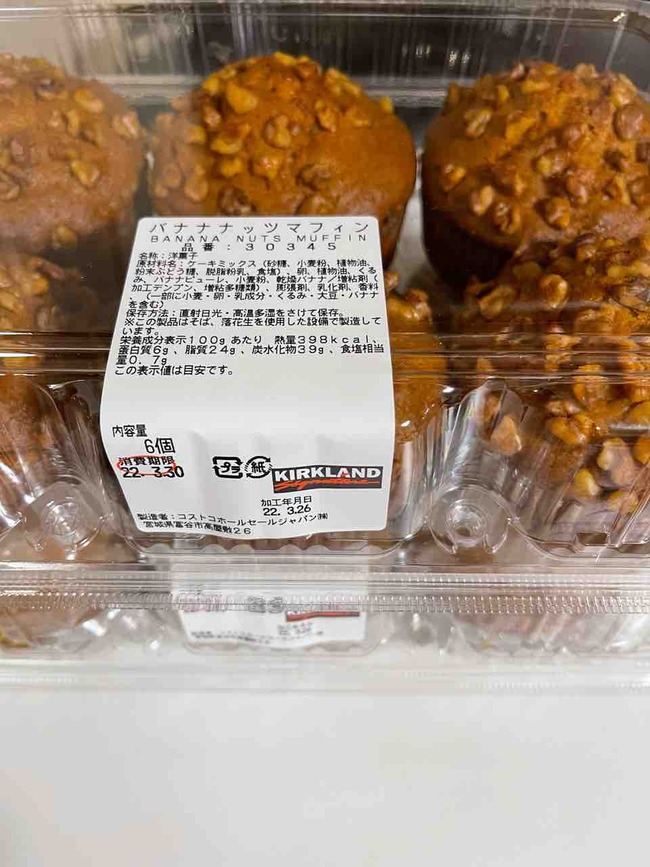 バナナナッツマフィン
BANANA NUTS MUFFIN
品番：30345
名称：洋菓子
原材料名：ケーキミックス（砂糖、小麦粉、植物油、
粉末ぶどう糖、脱脂粉乳、食塩）、卵、植物油、くる
み、バナナピューレ、小麦粉、乾燥バナナ／増粘剤（
加工デンプン、増粘多糖類）、膨張剤、乳化剤、香料
（一部に小麦・卵・乳成分・くるみ・大豆・バナナ
を含む）
保存方法：直射日光・高温多湿をさけて保存。
※この製品はそば、落花生を使用した設備で製造して
います。
栄養成分表示100gあたり 熱量398kcal、
蛋白質6g、脂質24g、炭水化物39g、食塩相当
量0.7g
この表示値は目安です。
内容量
6個
消費期限
22. 3.30
プラ 紙
KIRKLAND
Signature
加工年月日
22. 3.26
製造者：コストコホールセールジャパン㈱
宮城県富谷市高屋敷26